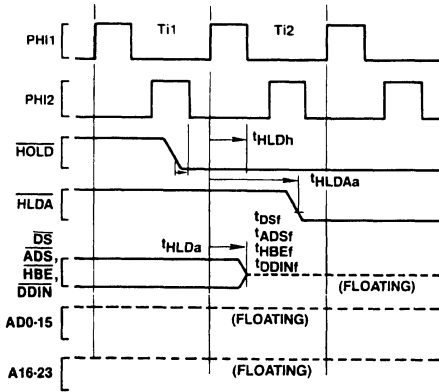 PHI1
Ti1
Ti2
PHI2
HOLD
tHLDh
HLDA
tHLDAa
DS
ADS,
HBE,
DDIN
tHLDa
tDSf
tADSf
tHBEf
tDDINf
(FLOATING)
AD0-15
(FLOATING)
A16-23
(FLOATING)